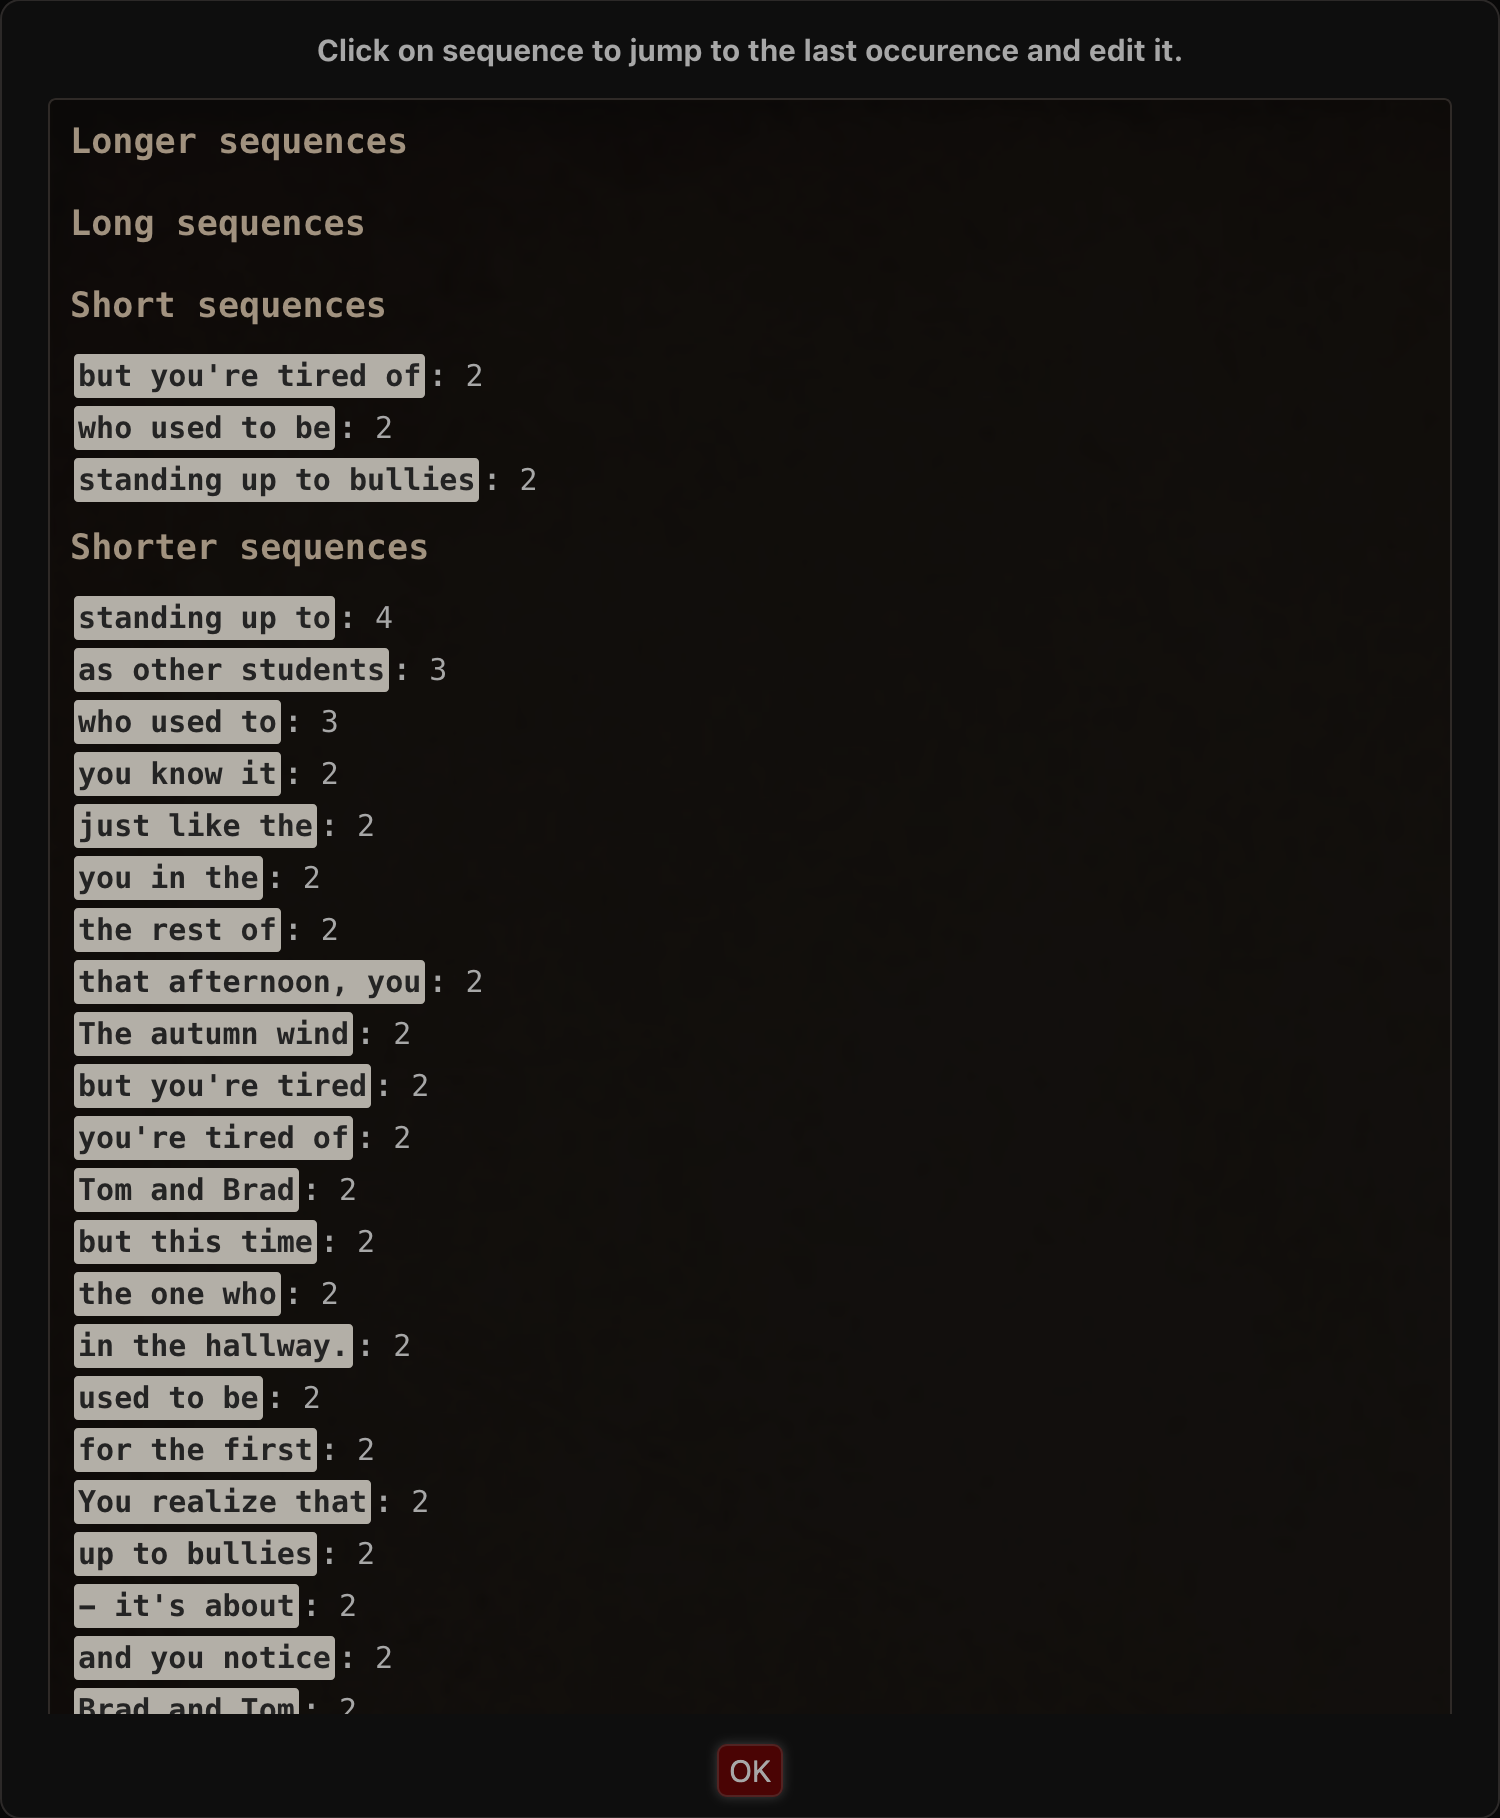 Click on sequence to jump to the last occurence and edit it.
Longer sequences
Long sequences
Short sequences
but you're tired of: 2
who used to be: 2
standing up to bullies: 2
Shorter sequences
standing up to: 4
as other students: 3
who used to: 3
you know it: 2
just like the: 2
you in the: 2
the rest of: 2
that afternoon, you: 2
The autumn wind: 2
but you're tired: 2
you're tired of: 2
Tom and Brad: 2
but this time: 2
the one who: 2
in the hallway.: 2
used to be: 2
for the first: 2
You realize that: 2
up to bullies: 2
— it's about: 2
and you notice: 2
Brad and Tom: 2
OK